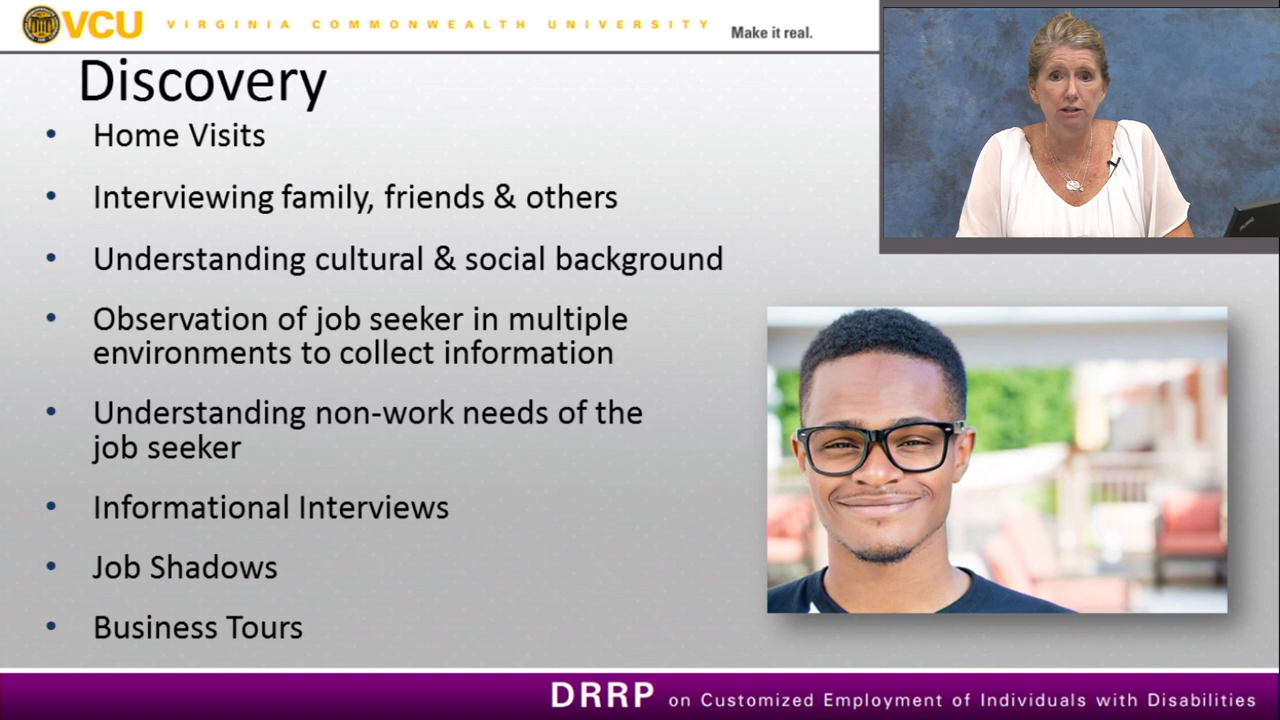 VCU VIRGINIA COMMONWEALTH UNIVERSITY Make it real.
Discovery
• Home Visits
• Interviewing family, friends & others
• Understanding cultural & social background
• Observation of job seeker in multiple
environments to collect information
• Understanding non-work needs of the
job seeker
• Informational Interviews
• Job Shadows
• Business Tours
DRRP on Customized Employment of Individuals with Disabilities